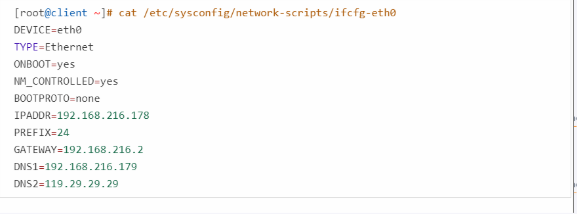 [root@client ~]# cat /etc/sysconfig/network-scripts/ifcfg-eth0
DEVICE=eth0
TYPE=Ethernet
ONBOOT=yes
NM_CONTROLLED=yes
BOOTPROTO=none
IPADDR=192.168.216.178
PREFIX=24
GATEWAY=192.168.216.2
DNS1=192.168.216.179
DNS2=119.29.29.29